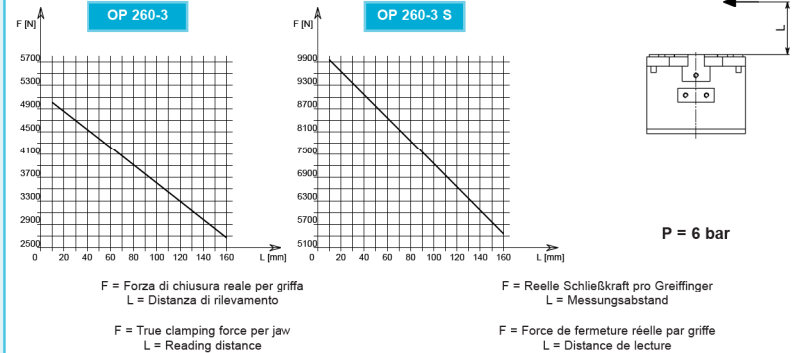 OP 260-3
F [N]
5700
5300
4900
4500
4100
3700
3300
2900
2500
0 20 40 60 80 100 120 140 160
L [mm]
OP 260-3 S
F [N]
9900
9300
8700
8100
7500
6900
6300
5700
5100
0 20 40 60 80 100 120 140 160
L [mm]
L
P = 6 bar
F = Forza di chiusura reale per griffa
L = Distanza di rilevamento
F = Reelle Schließkraft pro Greiffinger
L = Messungsabstand
F = True clamping force per jaw
L = Reading distance
F = Force de fermeture réelle par griffe
L = Distance de lecture